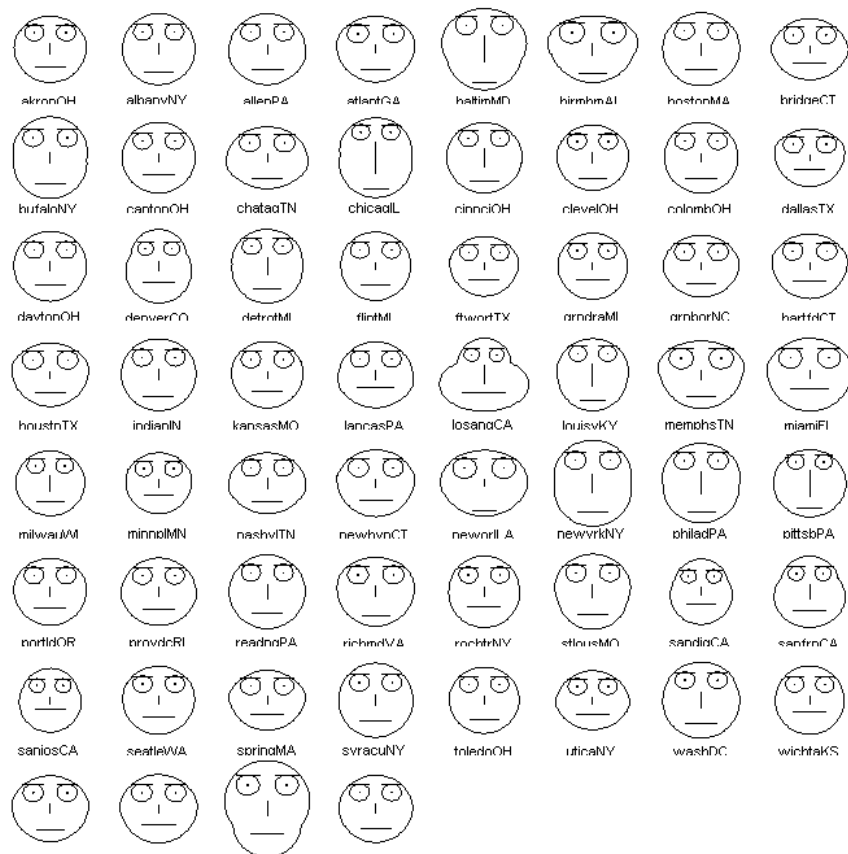 akronOH albanyNY allenPA atlantGA baltimMD birmhmAL bostonMA bridgeCT
bufaloNY cantonOH chatagTN chicagIL cinnciOH clevelOH colombOH dallasTX
daytonOH denverCO detrotMI flintMI ftwortTX grndraMI grnborNC hartfdCT
houstnTX indianIN kansasMO lancasPA losangCA louisvKY memphsTN miamiFL
milwauWI minnplMN nashvlTN newhvnCT neworlLA newyrkNY philadPA pittsbPA
portldOR provdcRI readngPA richmdVA rochtrNY stlousMO sandigCA sanfrnCA
sanjosCA seatleWA springMA syracuNY toledoOH uticaNY washDC wichtaKS